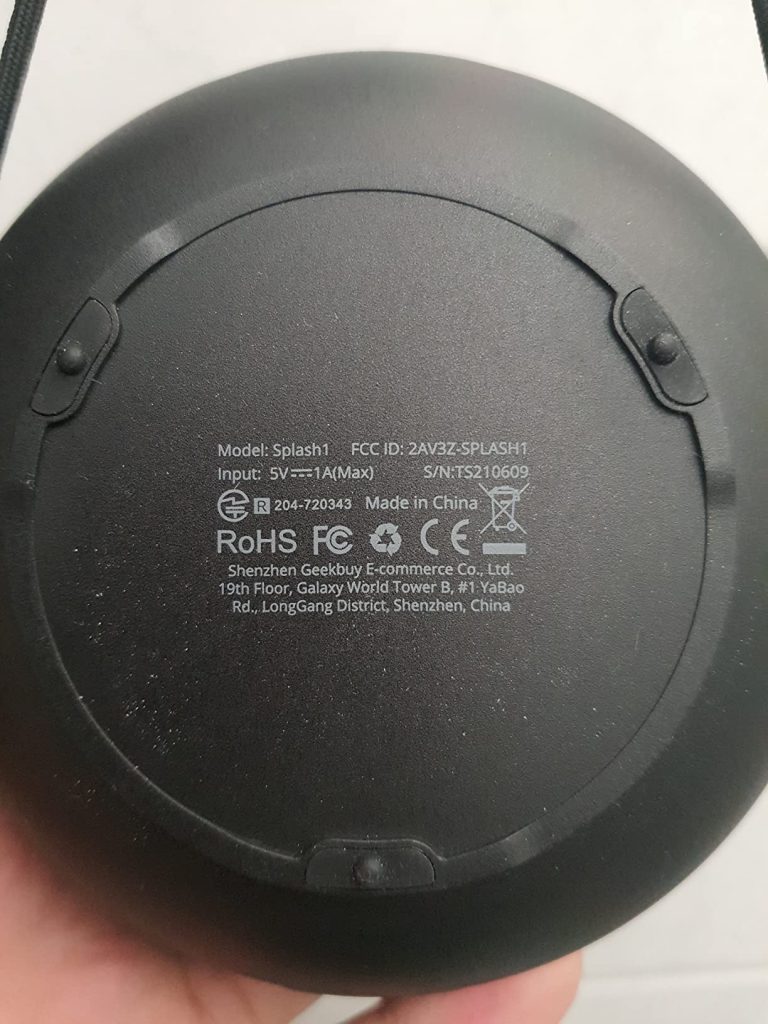 Model: Splash1 FCC ID: 2AV3Z-SPLASH1
Input: 5V⎓1A(Max) S/N:TS210609
R 204-720343 Made in China
RoHS FC CE
Shenzhen Geekbuy E-commerce Co., Ltd.
19th Floor, Galaxy World Tower B, #1 YaBao
Rd., LongGang District, Shenzhen, China